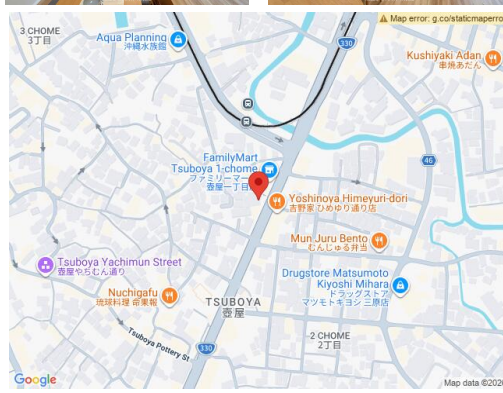 Map error: g.co/staticmaperro
3 CHOME
3丁目
Aqua Planning
沖縄水族館
330
Kushiyaki Adan
串焼あだん
46
FamilyMart
Tsuboya 1-chome
ファミリーマート
壺屋一丁目
Yoshinoya Himeyuri-dori
吉野家 ひめゆり通り店
Mun Juru Bento
むんじゅる弁当
Tsuboya Yachimun Street
壺屋やちむん通り
Drugstore Matsumoto
Kiyoshi Mihara
ドラッグストア
マツモトキヨシ 三原店
Nuchigafu
琉球料理 命果報
TSUBOYA
壺屋
Tsuboya Pottery St
330
2 CHOME
2丁目
Google
Map data ©2026